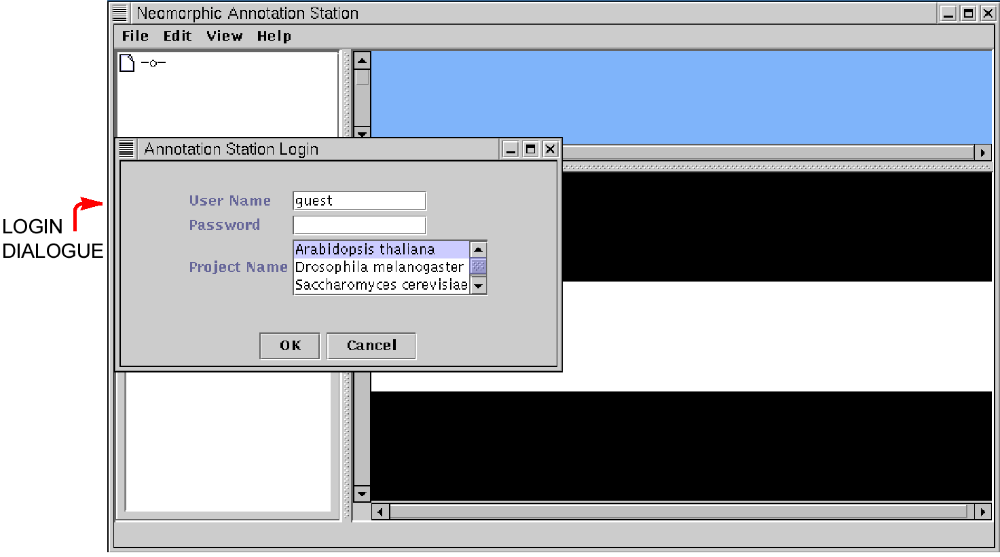 Neomorphic Annotation Station
File Edit View Help
Annotation Station Login
User Name guest
Password
Project Name
Arabidopsis thaliana
Drosophila melanogaster
Saccharomyces cerevisiae
OK Cancel
LOGIN
DIALOGUE